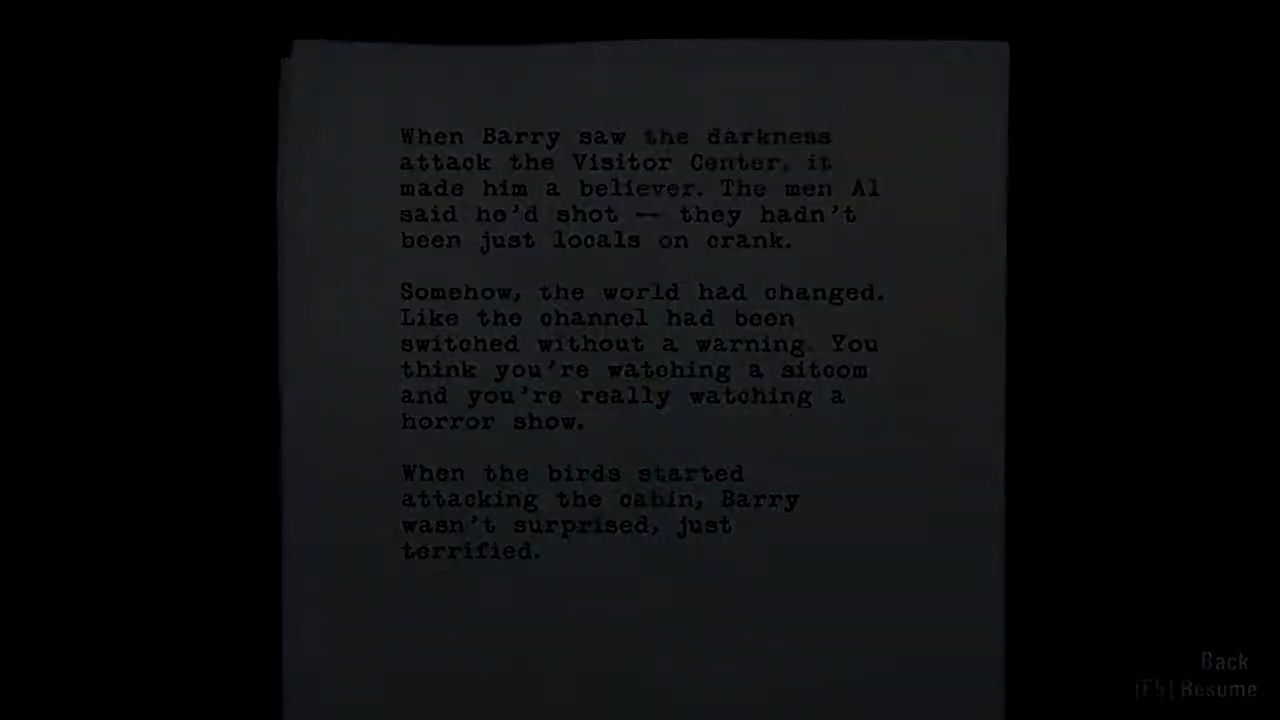 When Barry saw the darkness
attack the Visitor Center, it
made him a believer. The men Al
said he'd shot -- they hadn't
been just locals on crank.
Somehow, the world had changed.
Like the channel had been
switched without a warning. You
think you're watching a sitcom
and you're really watching a
horror show.
When the birds started
attacking the cabin, Barry
wasn't surprised, just
terrified.
Back
[F5] Resume